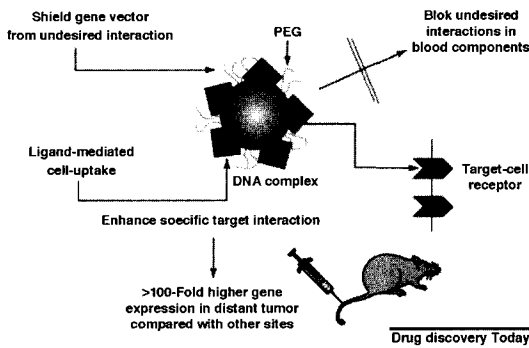 Shield gene vector
from undesired interaction
PEG
Blok undesired
interactions in
blood components
Ligand-mediated
cell-uptake
DNA complex
Target-cell
receptor
Enhance soecific target interaction
>100-Fold higher gene
expression in distant tumor
compared with other sites
Drug discovery Today